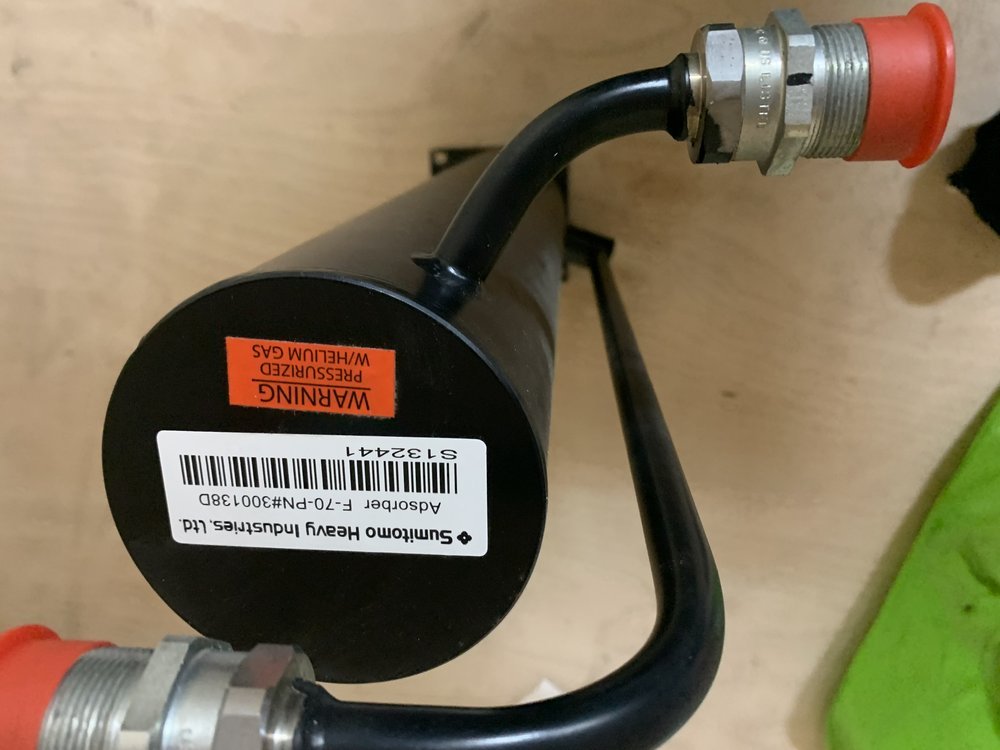 Sumitomo Heavy Industries, Ltd.
Adsorber F-70-PN#300138D
S132441
WARNING
PRESSURIZED
W/HELIUM GAS